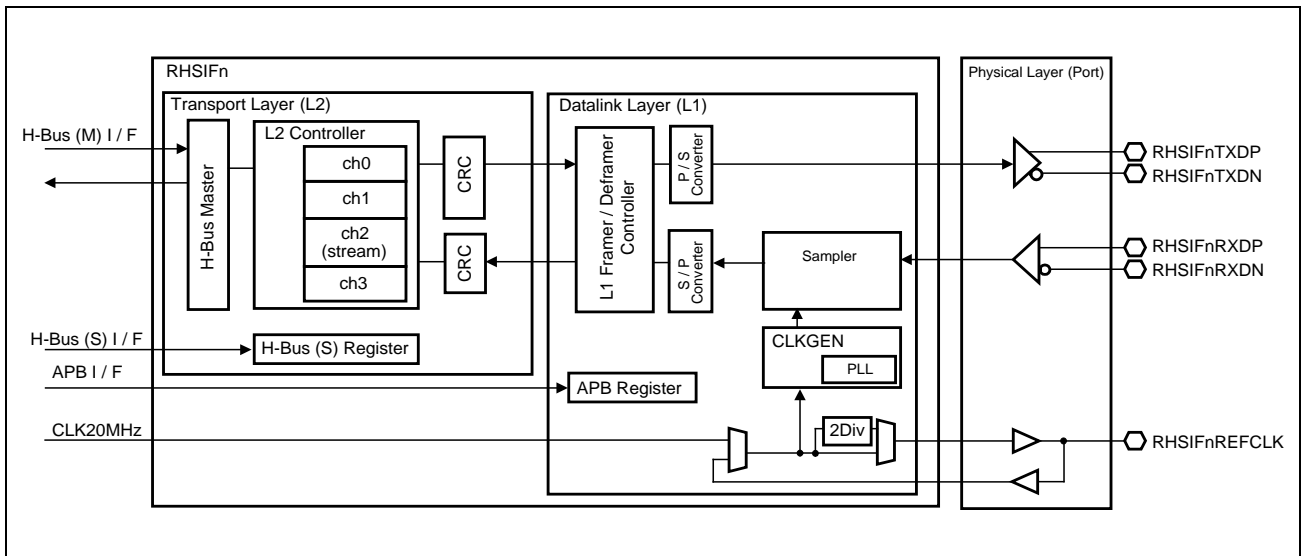 RHSIFn
Physical Layer (Port)
Transport Layer (L2)
Datalink Layer (L1)
H-Bus (M) I / F
H-Bus Master
L2 Controller
ch0
ch1
ch2
(stream)
ch3
CRC
CRC
L1 Framer / Deframer
Controller
P / S
Converter
S / P
Converter
Sampler
CLKGEN
PLL
RHSIFnTXDP
RHSIFnTXDN
RHSIFnRXDP
RHSIFnRXDN
H-Bus (S) I / F
H-Bus (S) Register
APB I / F
APB Register
CLK20MHz
2Div
RHSIFnREFCLK